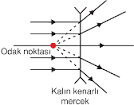 Odak noktası
Kalın kenarlı
mercek